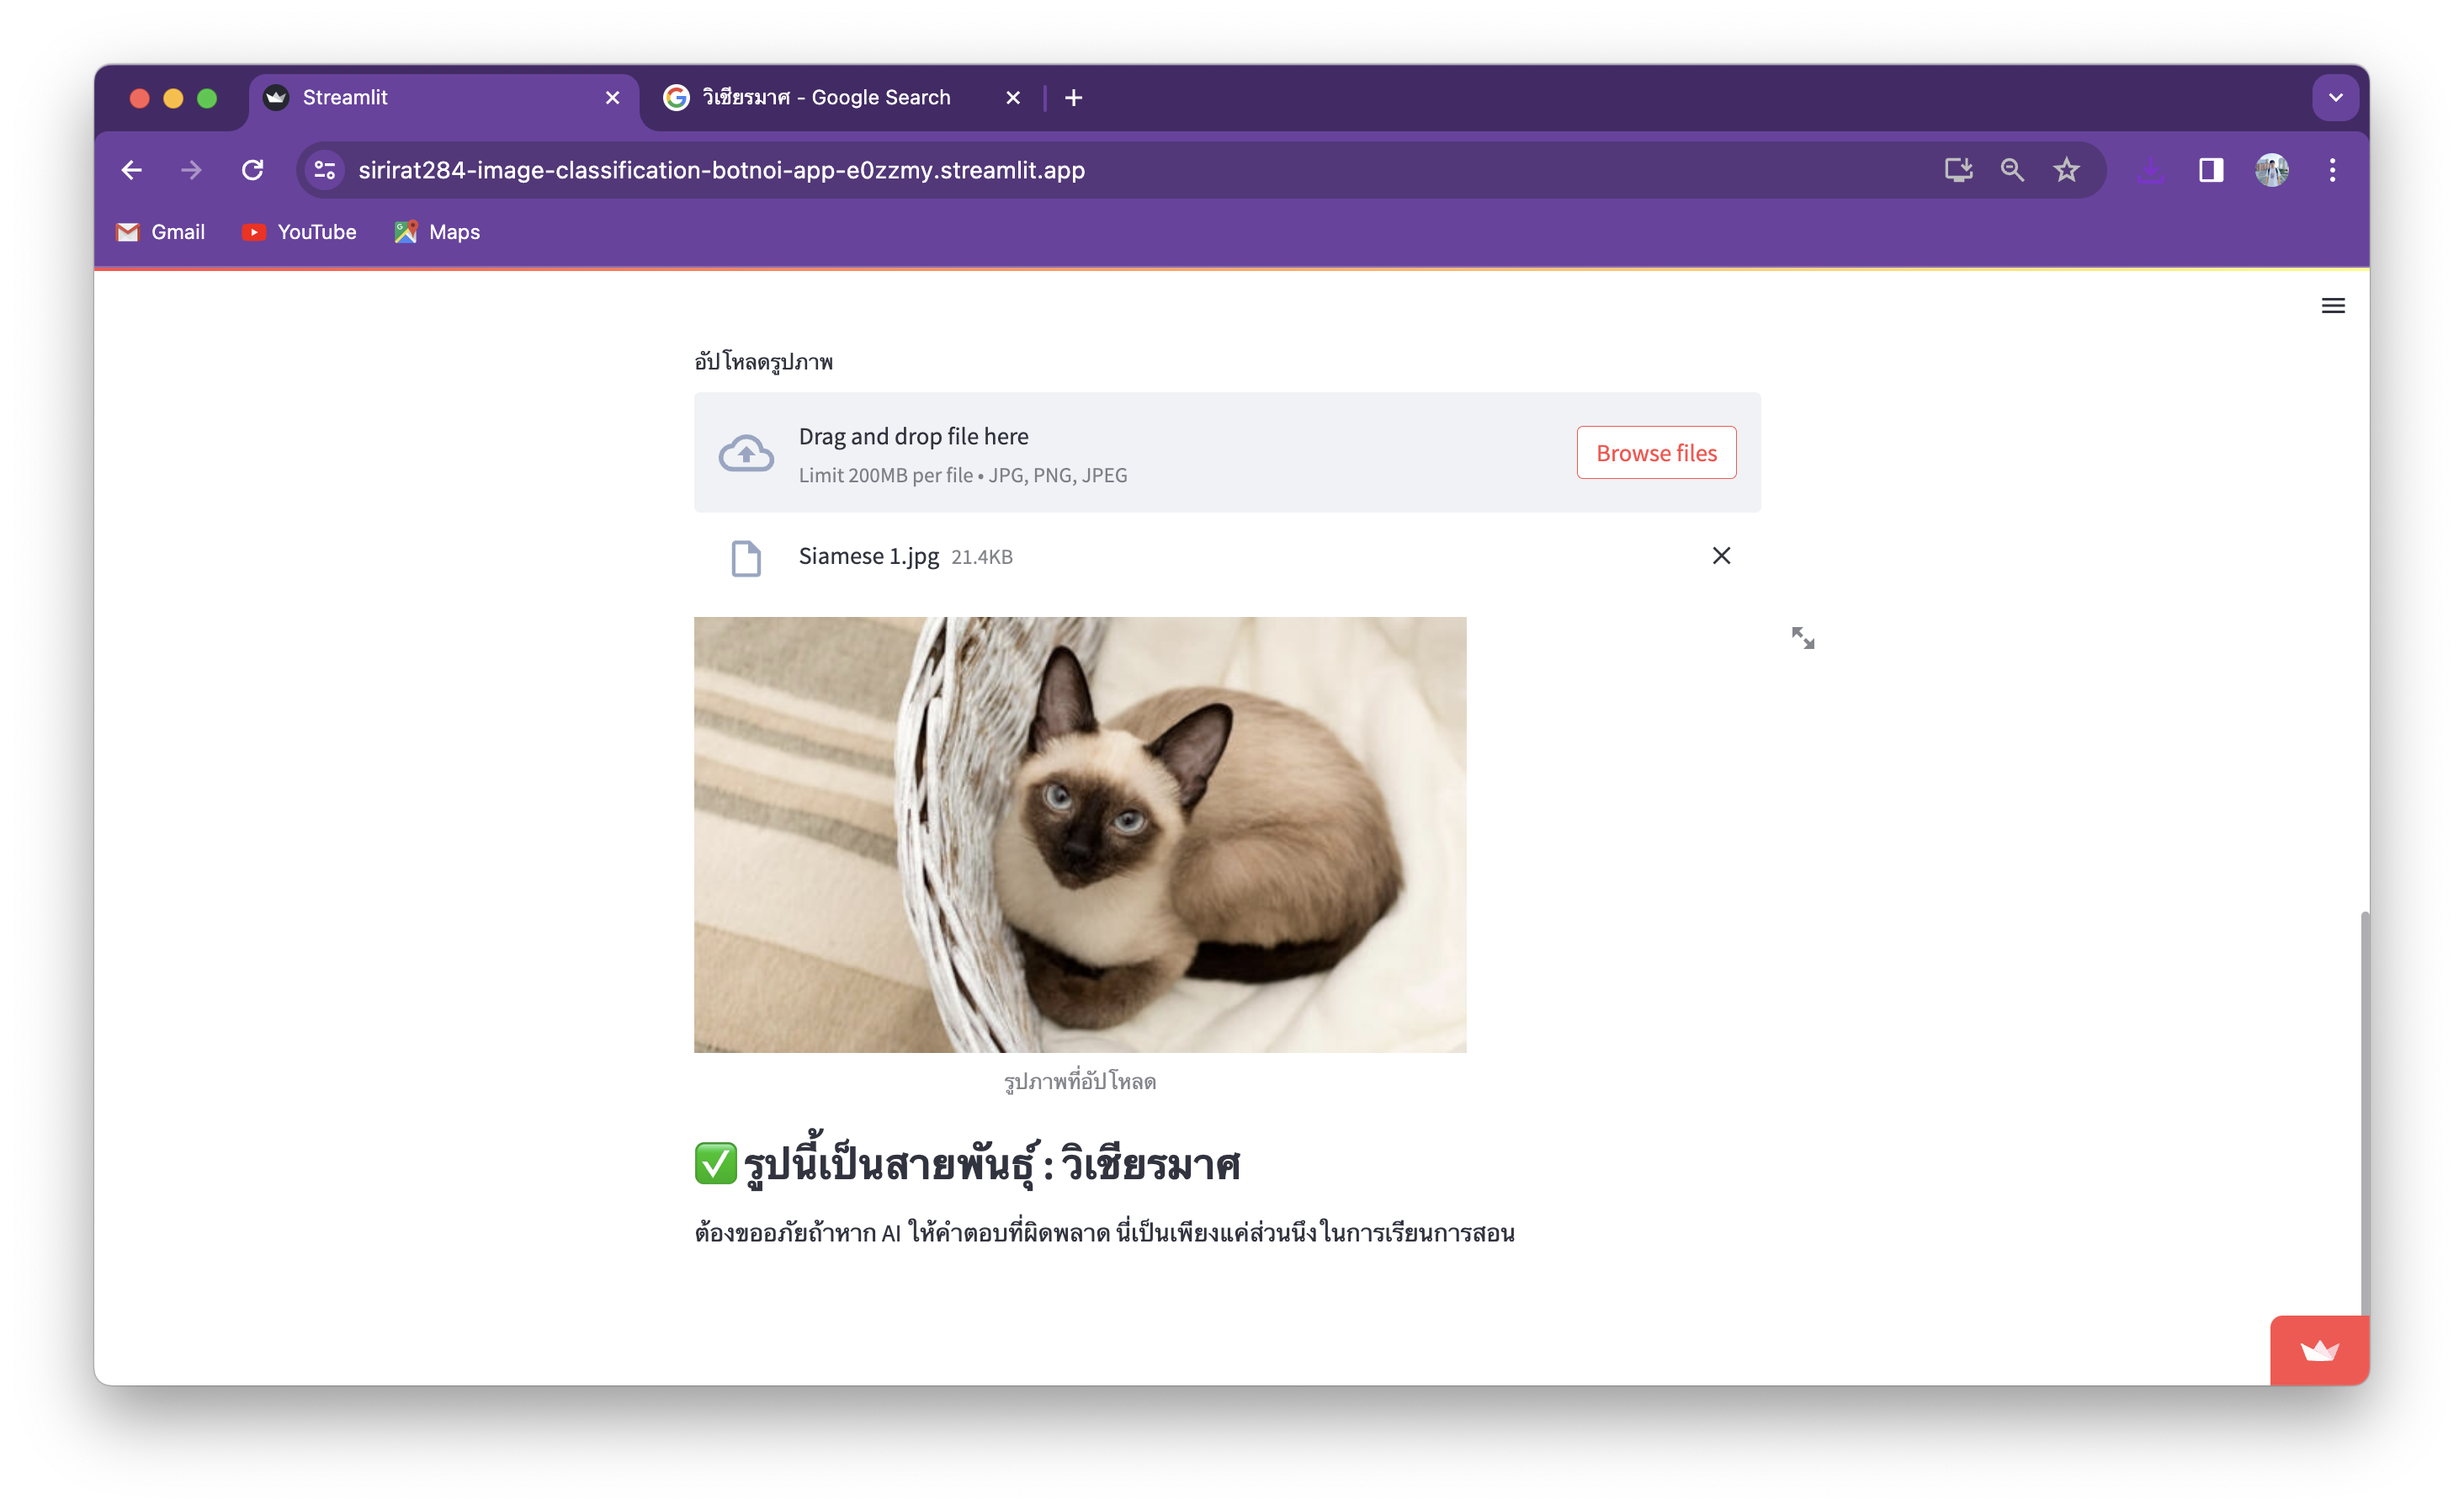 Streamlit
วิเชียรมาศ - Google Search
sirirat284-image-classification-botnoi-app-e0zzmy.streamlit.app
Gmail
YouTube
Maps
อัปโหลดรูปภาพ
Drag and drop file here
Limit 200MB per file • JPG, PNG, JPEG
Browse files
Siamese 1.jpg 21.4KB
รูปภาพที่อัปโหลด
✅ รูปนี้เป็นสายพันธุ์ : วิเชียรมาศ
ต้องขออภัยถ้าหาก AI ให้คำตอบที่ผิดพลาด นี่เป็นเพียงแค่ส่วนนึงในการเรียนการสอน